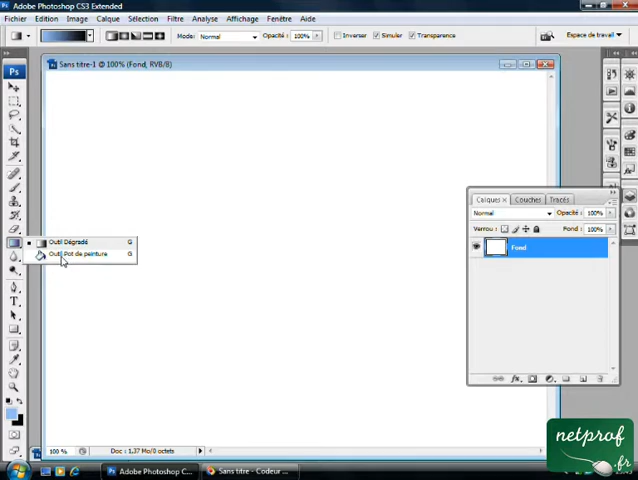 Adobe Photoshop CS3 Extended
Fichier Edition Image Calque Sélection Filtre Analyse Affichage Fenêtre Aide
Mode: Normal Opacité : 100% Inverser Simuler Transparence Espace de travail
Ps
Sans titre-1 @ 100% (Fond, RVB/8)
Calques Couches Tracés
Normal Opacité : 100%
Verrou : Fond : 100%
Fond
Outil Dégradé G
Outil Pot de peinture G
T
100 % Doc : 1,37 Mo/0 octets
netprof
.fr
Adobe Photoshop C... Sans titre - Codeur ...